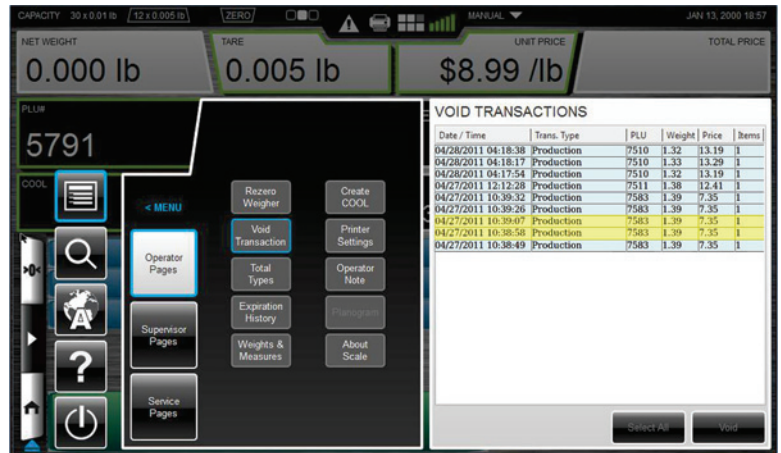 CAPACITY 30 x 0.01 lb 12 x 0.005 lb ZERO MANUAL JAN 13, 2000 18:57
NET WEIGHT TARE UNIT PRICE TOTAL PRICE
0.000 lb 0.005 lb $8.99 /lb
PLU#
5791
COOL
>0<
< MENU
Operator
Pages
Supervisor
Pages
Service
Pages
Rezero
Weigher
Create
COOL
Void
Transaction
Printer
Settings
Total
Types
Operator
Note
Expiration
History
Planogram
Weights &
Measures
About
Scale
A
?
VOID TRANSACTIONS
Date / Time Trans. Type PLU Weight Price Items
04/28/2011 04:18:38 Production 7510 1.32 13.19 1
04/28/2011 04:18:17 Production 7510 1.33 13.29 1
04/28/2011 04:17:54 Production 7510 1.32 13.19 1
04/27/2011 12:12:28 Production 7511 1.38 12.41 1
04/27/2011 10:39:32 Production 7583 1.39 7.35 1
04/27/2011 10:39:26 Production 7583 1.39 7.35 1
04/27/2011 10:39:07 Production 7583 1.39 7.35 1
04/27/2011 10:38:58 Production 7583 1.39 7.35 1
04/27/2011 10:38:49 Production 7583 1.39 7.35 1
Select All Void